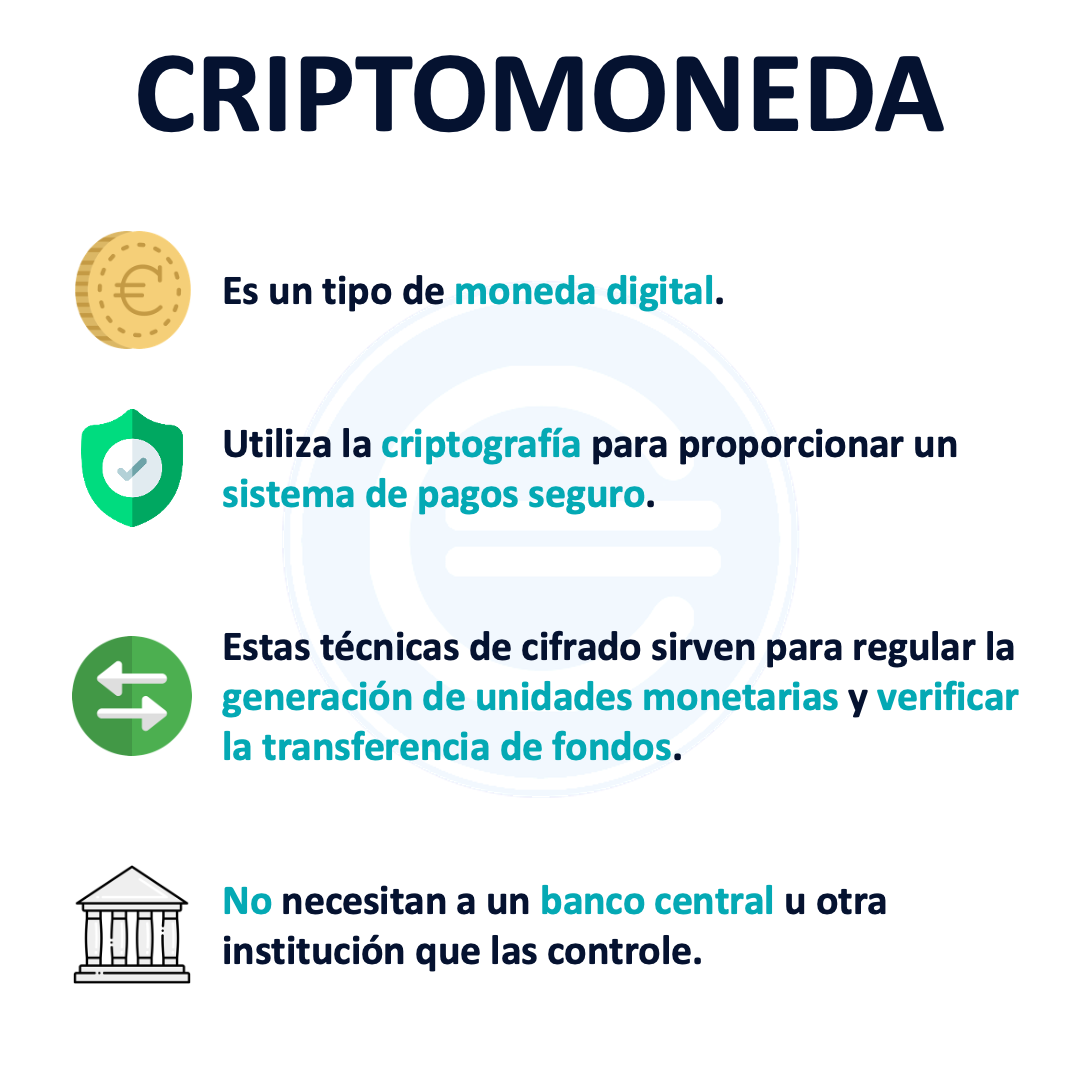 CRIPTOMONEDA
Es un tipo de moneda digital.
Utiliza la criptografía para proporcionar un
sistema de pagos seguro.
Estas técnicas de cifrado sirven para regular la
generación de unidades monetarias y verificar
la transferencia de fondos.
No necesitan a un banco central u otra
institución que las controle.